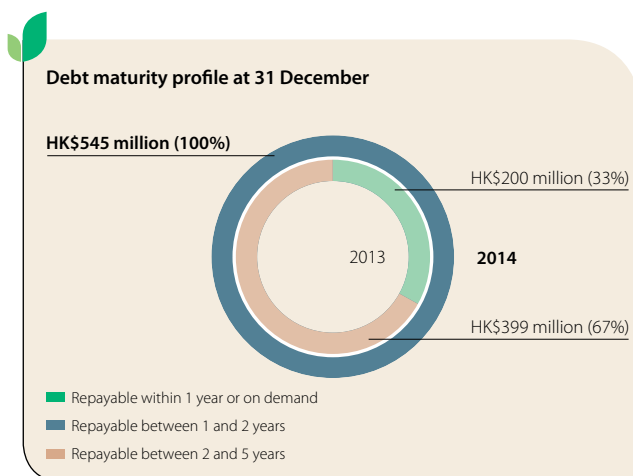 Debt maturity profile at 31 December
HK$545 million (100%)
HK$200 million (33%)
2013
2014
HK$399 million (67%)
Repayable within 1 year or on demand
Repayable between 1 and 2 years
Repayable between 2 and 5 years